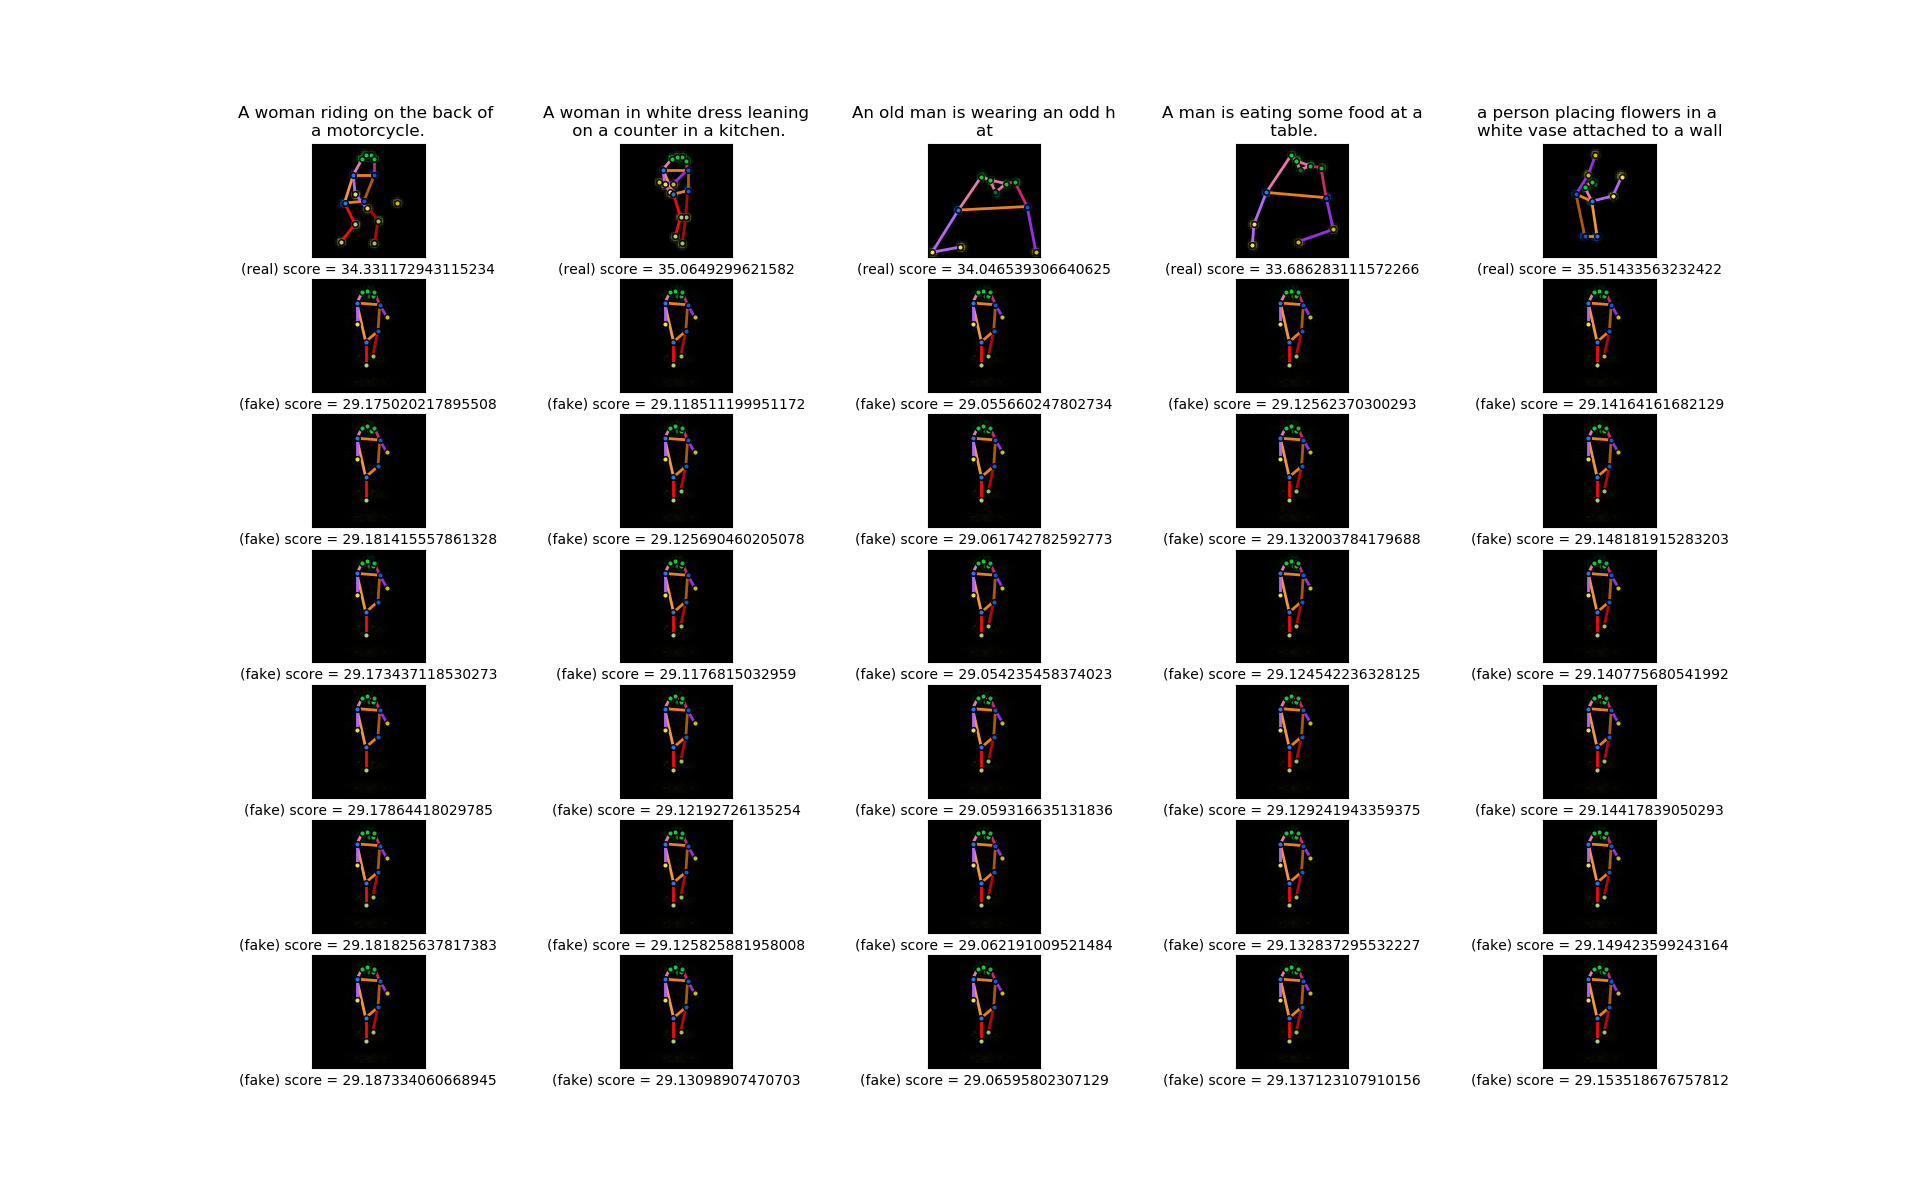 A woman riding on the back of
a motorcycle.
A woman in white dress leaning
on a counter in a kitchen.
An old man is wearing an odd h
at
A man is eating some food at a
table.
a person placing flowers in a
white vase attached to a wall
(real) score = 34.331172943115234
(real) score = 35.0649299621582
(real) score = 34.046539306640625
(real) score = 33.686283111572266
(real) score = 35.51433563232422
(fake) score = 29.175020217895508
(fake) score = 29.118511199951172
(fake) score = 29.055660247802734
(fake) score = 29.12562370300293
(fake) score = 29.14164161682129
(fake) score = 29.181415557861328
(fake) score = 29.125690460205078
(fake) score = 29.061742782592773
(fake) score = 29.132003784179688
(fake) score = 29.148181915283203
(fake) score = 29.173437118530273
(fake) score = 29.1176815032959
(fake) score = 29.054235458374023
(fake) score = 29.124542236328125
(fake) score = 29.140775680541992
(fake) score = 29.17864418029785
(fake) score = 29.12192726135254
(fake) score = 29.059316635131836
(fake) score = 29.129241943359375
(fake) score = 29.14417839050293
(fake) score = 29.181825637817383
(fake) score = 29.125825881958008
(fake) score = 29.062191009521484
(fake) score = 29.132837295532227
(fake) score = 29.149423599243164
(fake) score = 29.187334060668945
(fake) score = 29.13098907470703
(fake) score = 29.06595802307129
(fake) score = 29.137123107910156
(fake) score = 29.153518676757812